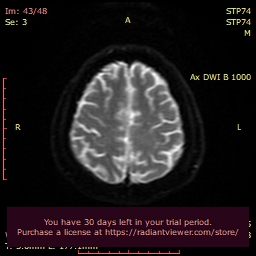 Im: 43/48
Se: 3
STP74
STP74
M
A
Ax DWI B 1000
R
L
You have 30 days left in your trial period.
Purchase a license at https://radiantviewer.com/store/